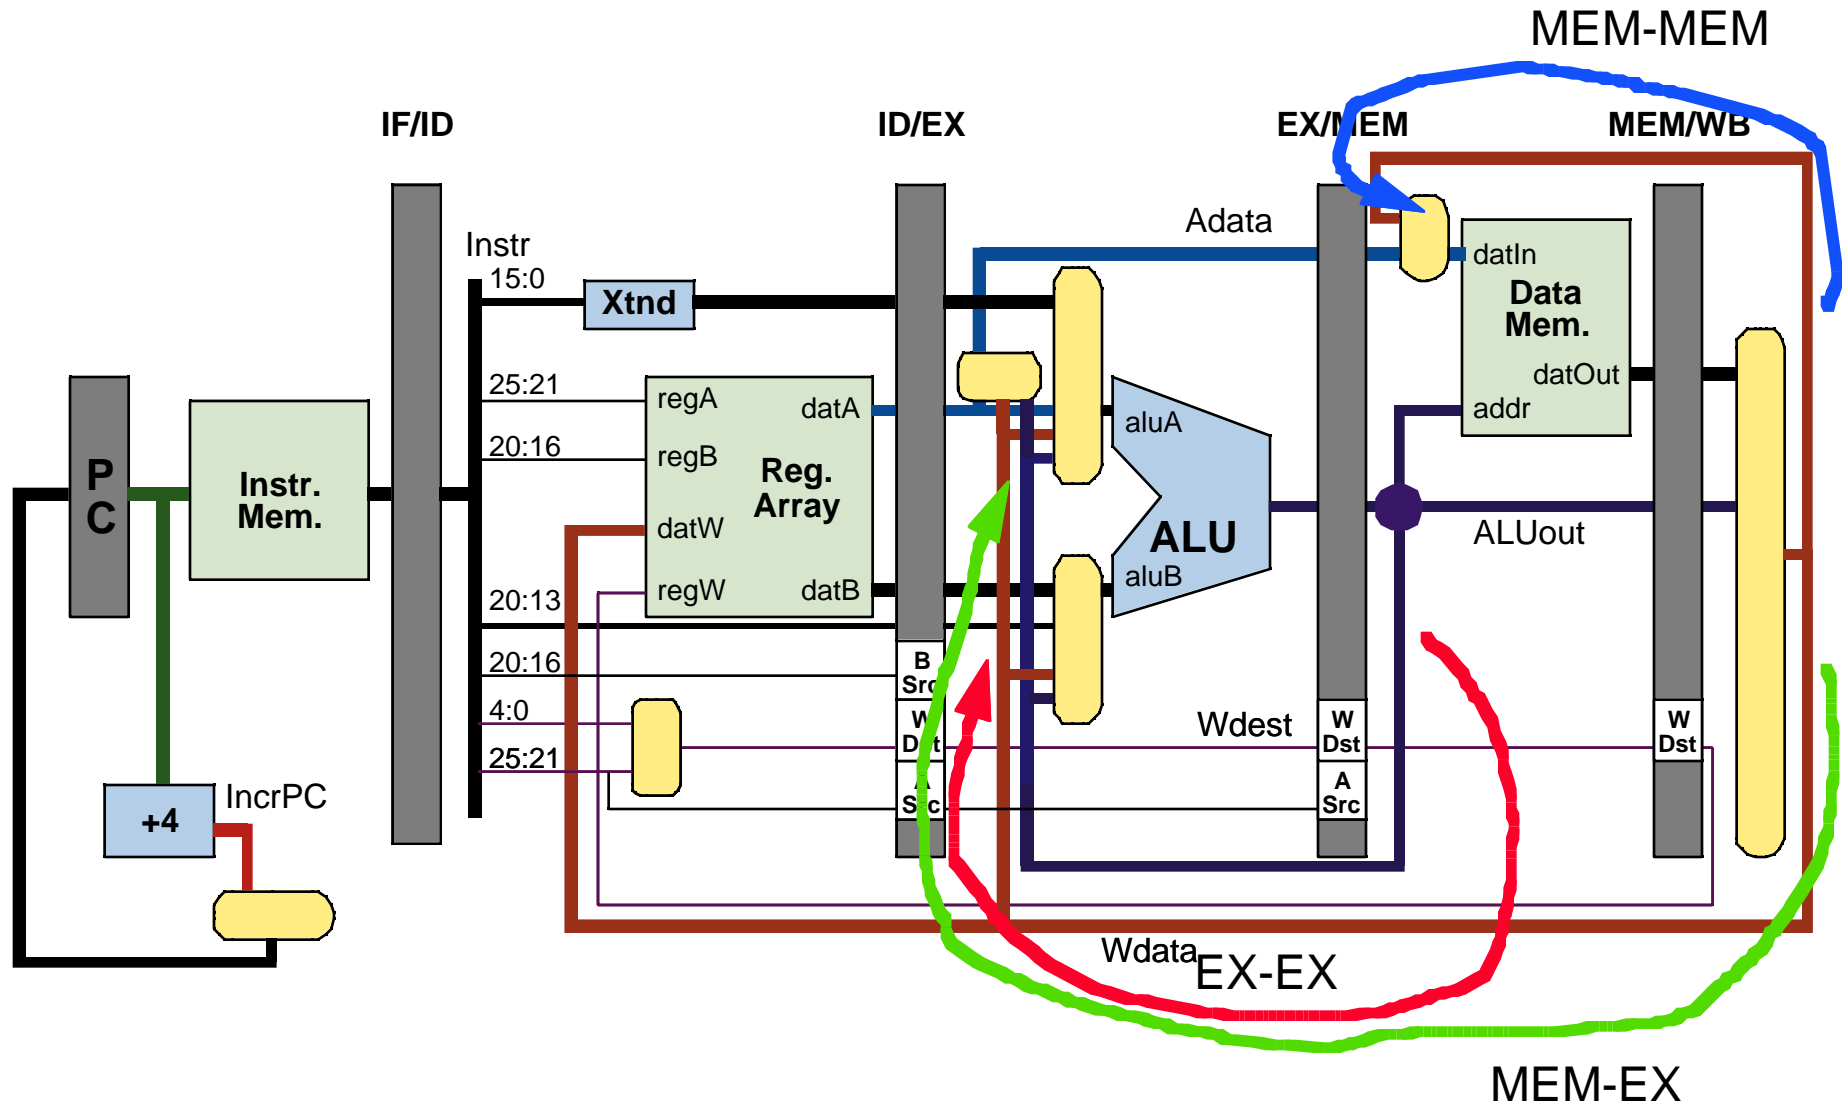 MEM-MEM
IF/ID
ID/EX
EX/MEM
MEM/WB
Instr
15:0
Xtnd
Adata
datIn
Data
Mem.
datOut
addr
25:21
regA
datA
20:16
regB
Reg.
Array
datW
regW
datB
aluA
ALU
aluB
ALUout
P
C
Instr.
Mem.
20:13
20:16
B
Src
4:0
W
Dst
Wdest
W
Dst
W
Dst
25:21
A
Src
A
Src
+4
IncrPC
Wdata
EX-EX
MEM-EX